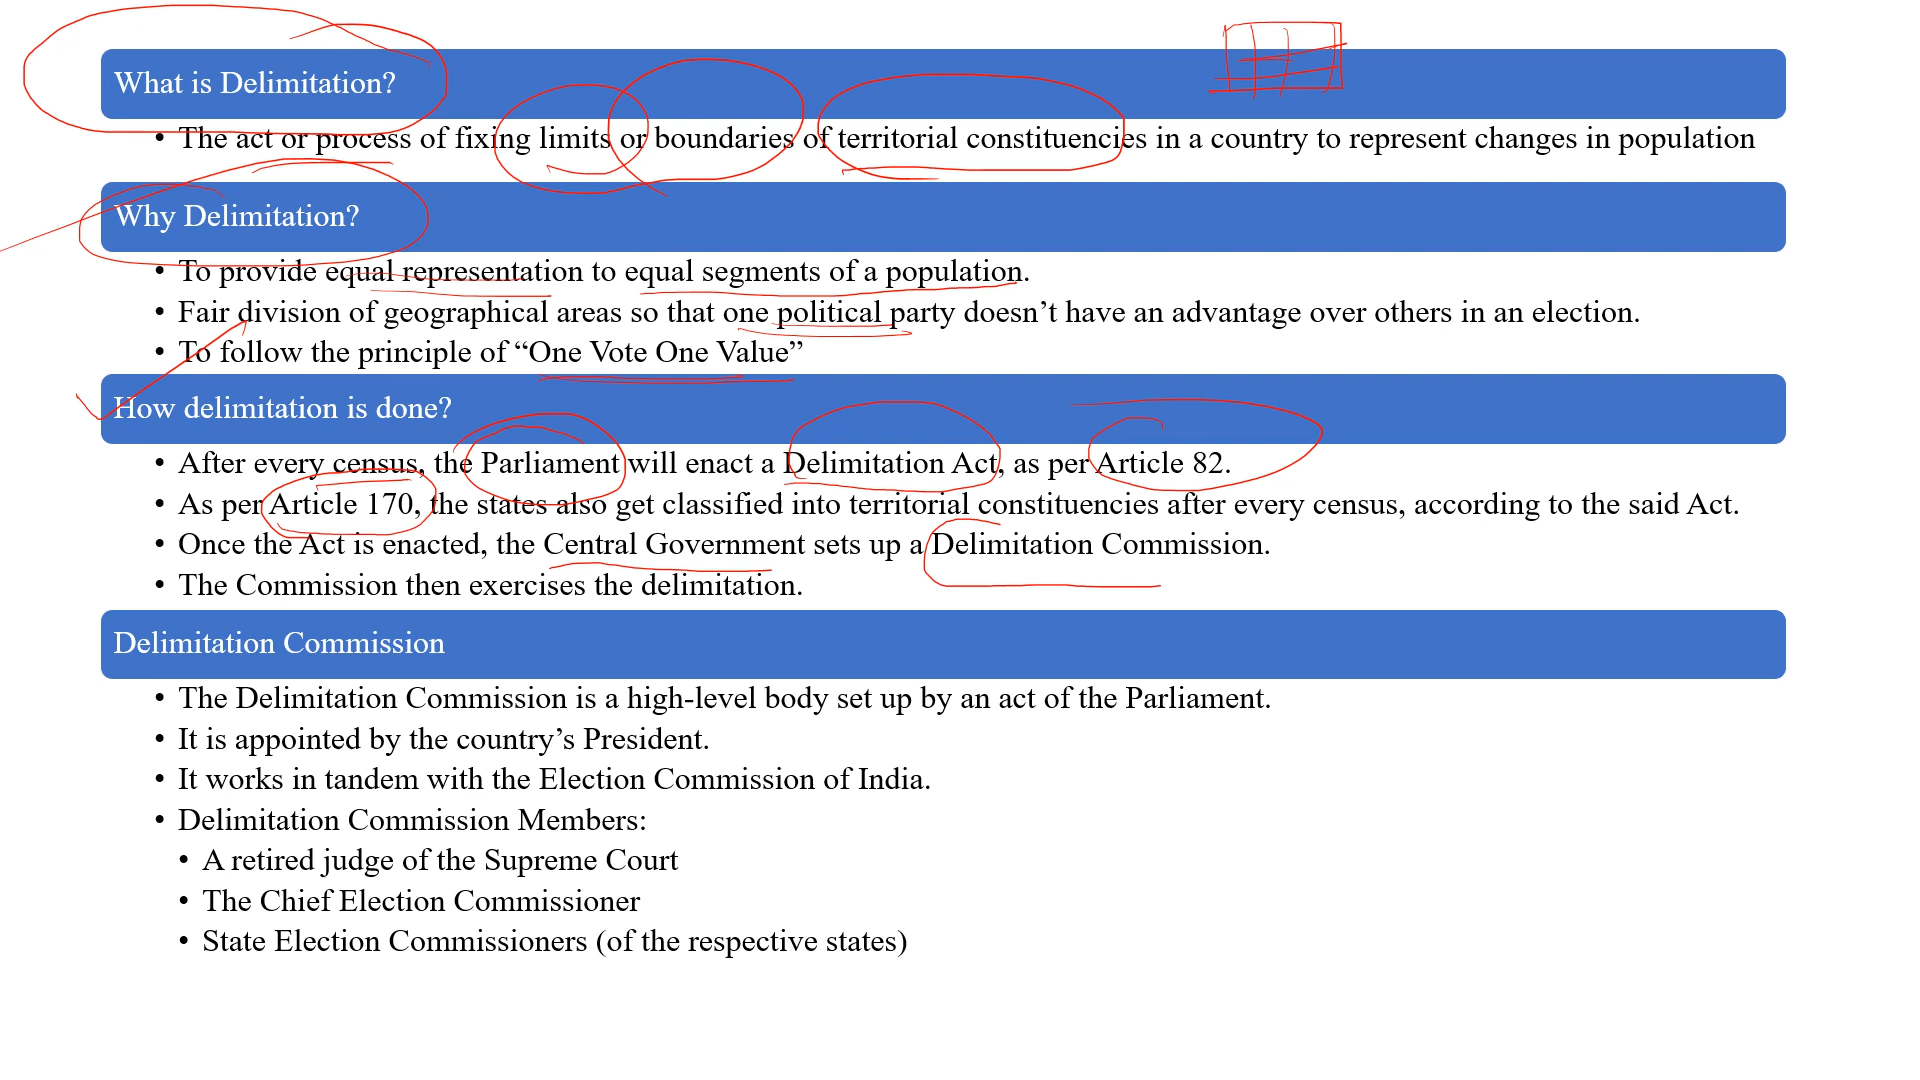 What is Delimitation?
• The act or process of fixing limits or boundaries of territorial constituencies in a country to represent changes in population
Why Delimitation?
• To provide equal representation to equal segments of a population.
• Fair division of geographical areas so that one political party doesn’t have an advantage over others in an election.
• To follow the principle of “One Vote One Value”
How delimitation is done?
• After every census, the Parliament will enact a Delimitation Act, as per Article 82.
• As per Article 170, the states also get classified into territorial constituencies after every census, according to the said Act.
• Once the Act is enacted, the Central Government sets up a Delimitation Commission.
• The Commission then exercises the delimitation.
Delimitation Commission
• The Delimitation Commission is a high-level body set up by an act of the Parliament.
• It is appointed by the country’s President.
• It works in tandem with the Election Commission of India.
• Delimitation Commission Members:
• A retired judge of the Supreme Court
• The Chief Election Commissioner
• State Election Commissioners (of the respective states)